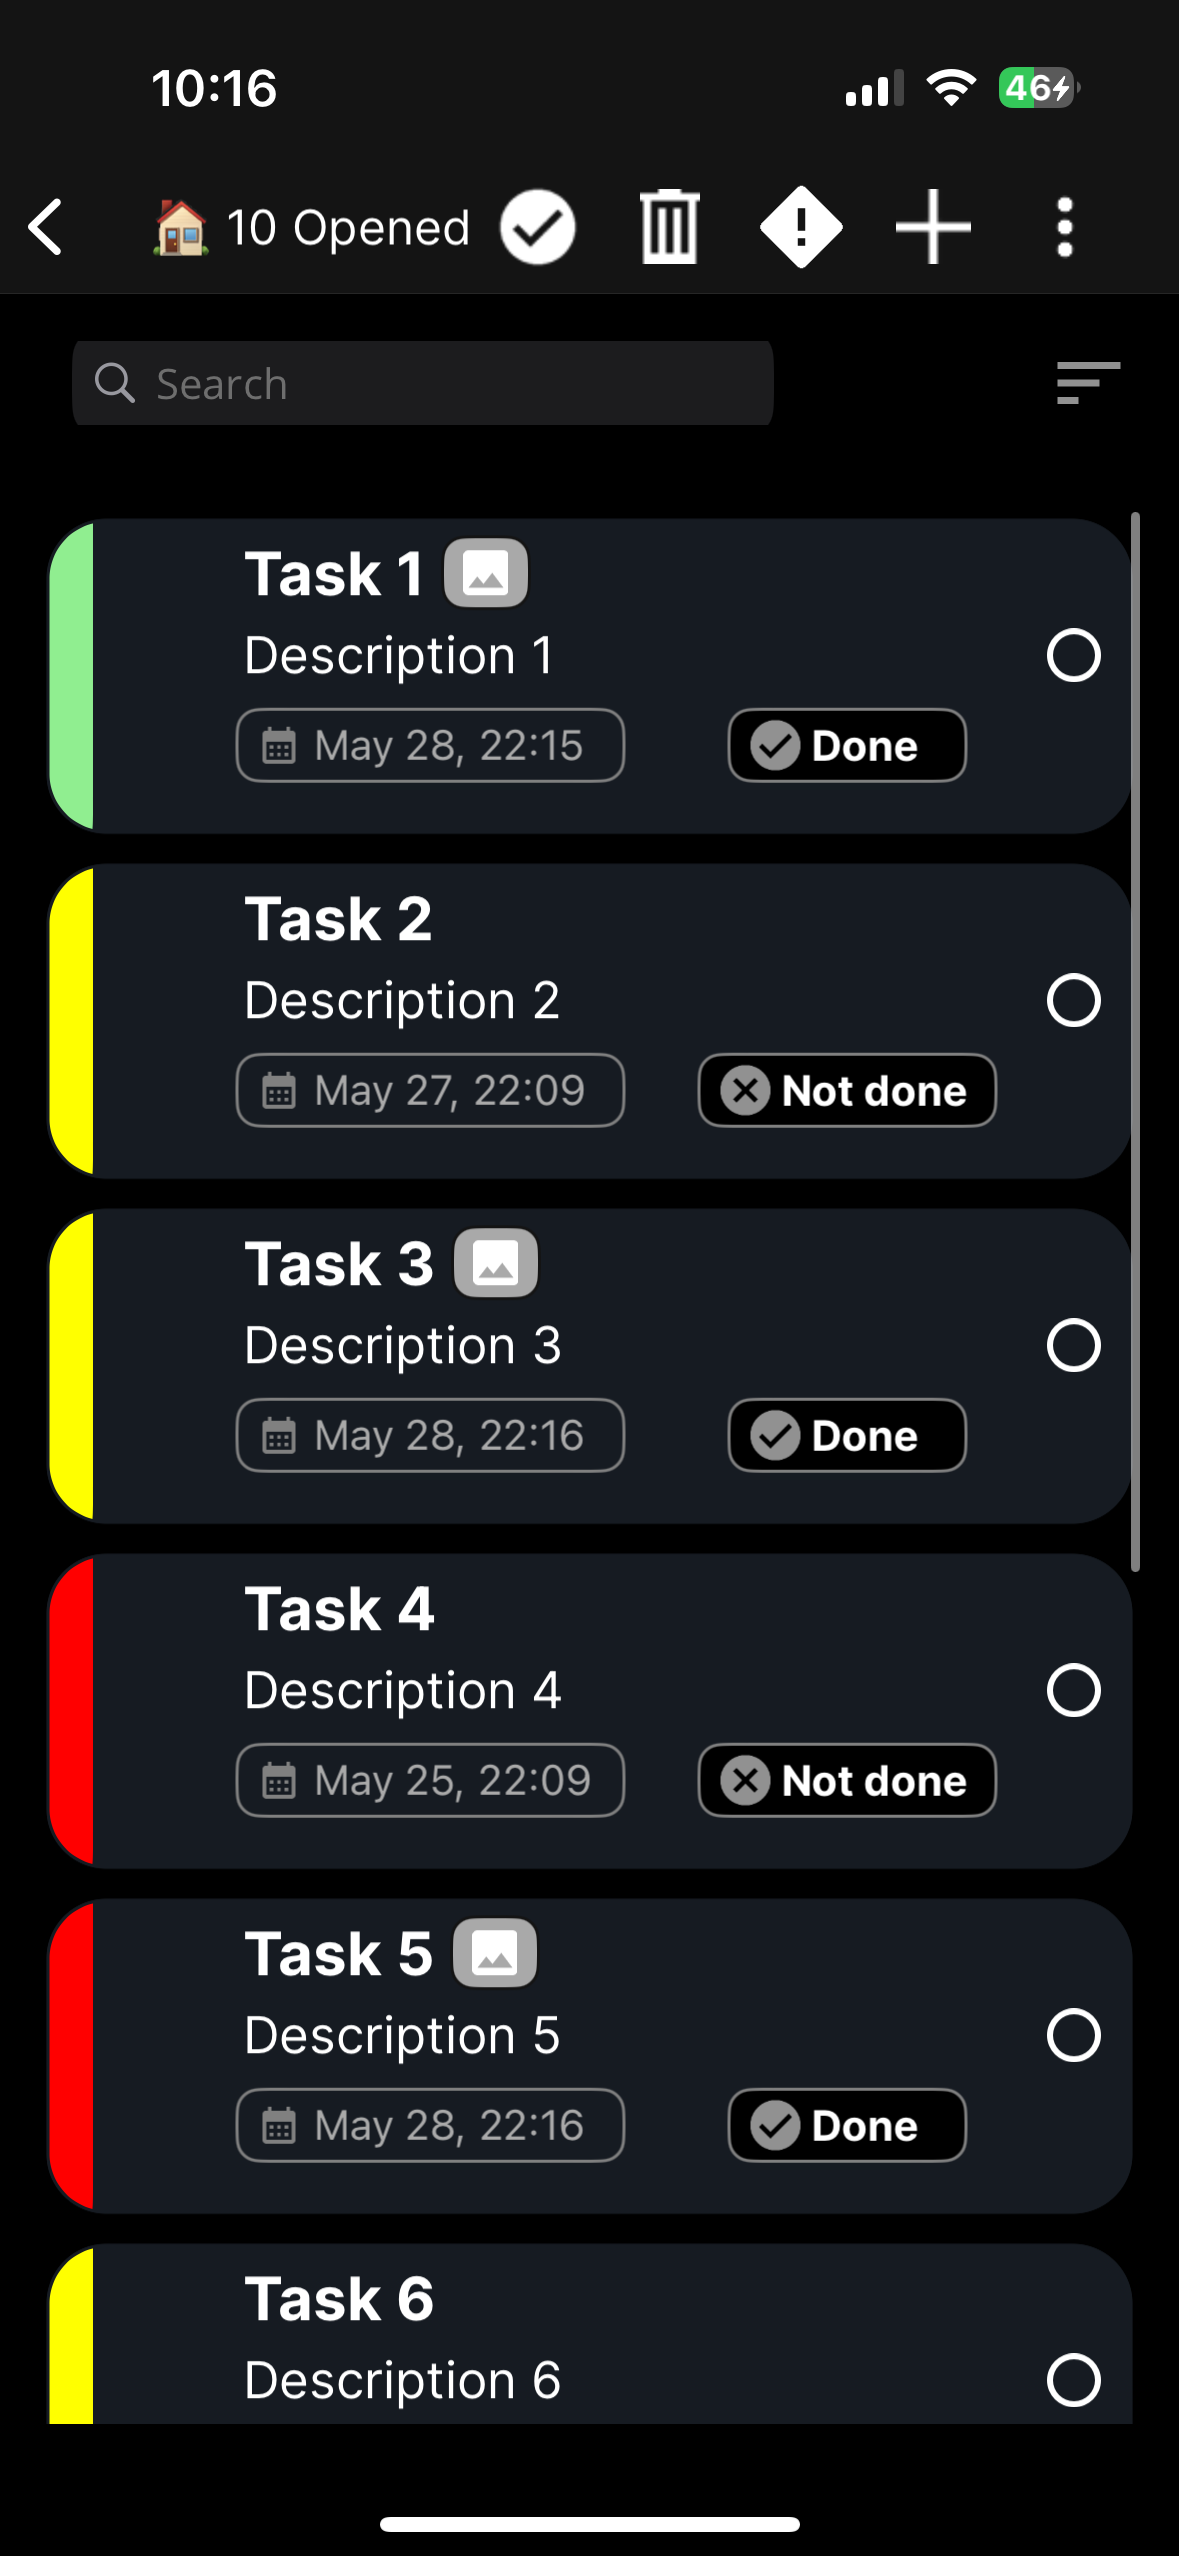 10:16
46
10 Opened
Search
Task 1
Description 1
May 28, 22:15
Done
Task 2
Description 2
May 27, 22:09
Not done
Task 3
Description 3
May 28, 22:16
Done
Task 4
Description 4
May 25, 22:09
Not done
Task 5
Description 5
May 28, 22:16
Done
Task 6
Description 6